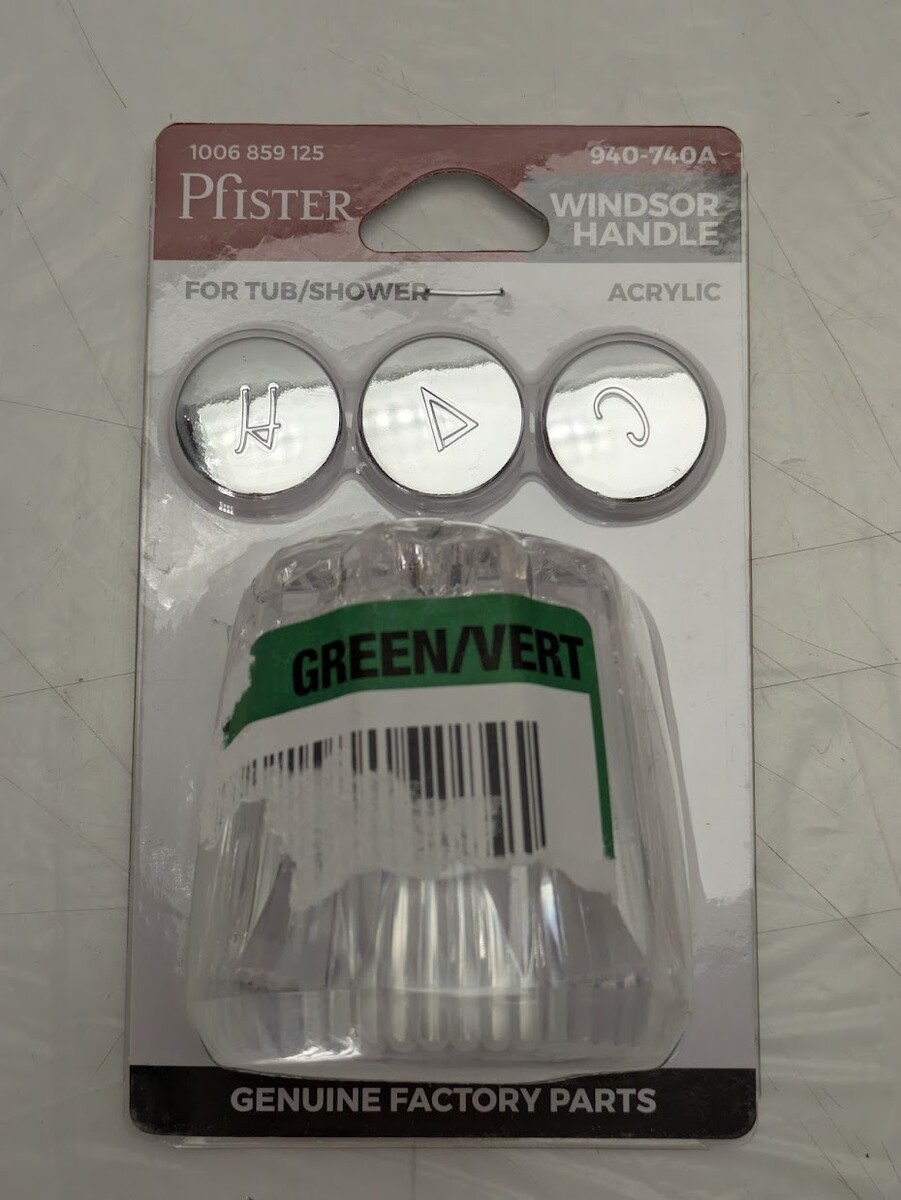 1006 859 125
940-740A
Pfister
WINDSOR
HANDLE
FOR TUB/SHOWER
ACRYLIC
H
C
GREEN/VERT
GENUINE FACTORY PARTS